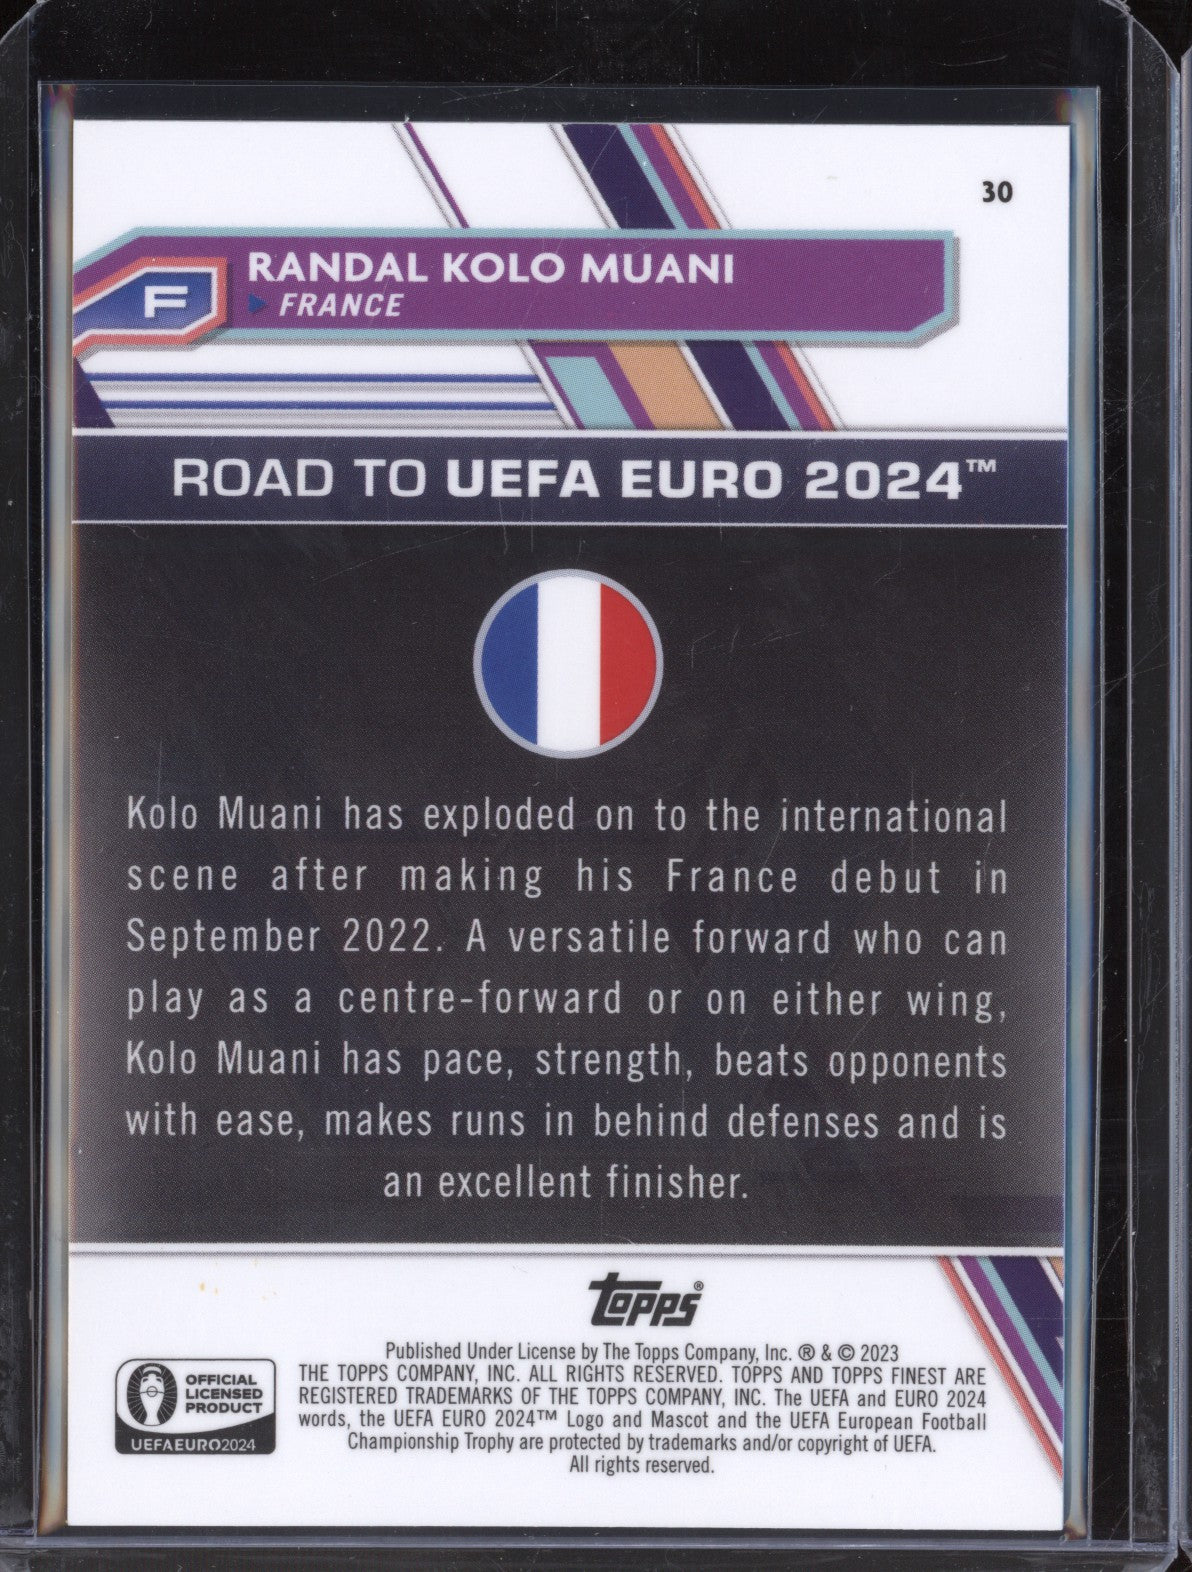 30
RANDAL KOLO MUANI
F
FRANCE
ROAD TO UEFA EURO 2024™
Kolo Muani has exploded on to the international
scene after making his France debut in
September 2022. A versatile forward who can
play as a centre-forward or on either wing,
Kolo Muani has pace, strength, beats opponents
with ease, makes runs in behind defenses and is
an excellent finisher.
topps®
Published Under License by The Topps Company, Inc. ® & © 2023
THE TOPPS COMPANY, INC. ALL RIGHTS RESERVED. TOPPS AND TOPPS FINEST ARE
REGISTERED TRADEMARKS OF THE TOPPS COMPANY, INC. The UEFA and EURO 2024
words, the UEFA EURO 2024™ Logo and Mascot and the UEFA European Football
Championship Trophy are protected by trademarks and/or copyright of UEFA.
All rights reserved.
OFFICIAL
LICENSED
PRODUCT
UEFAEURO2024